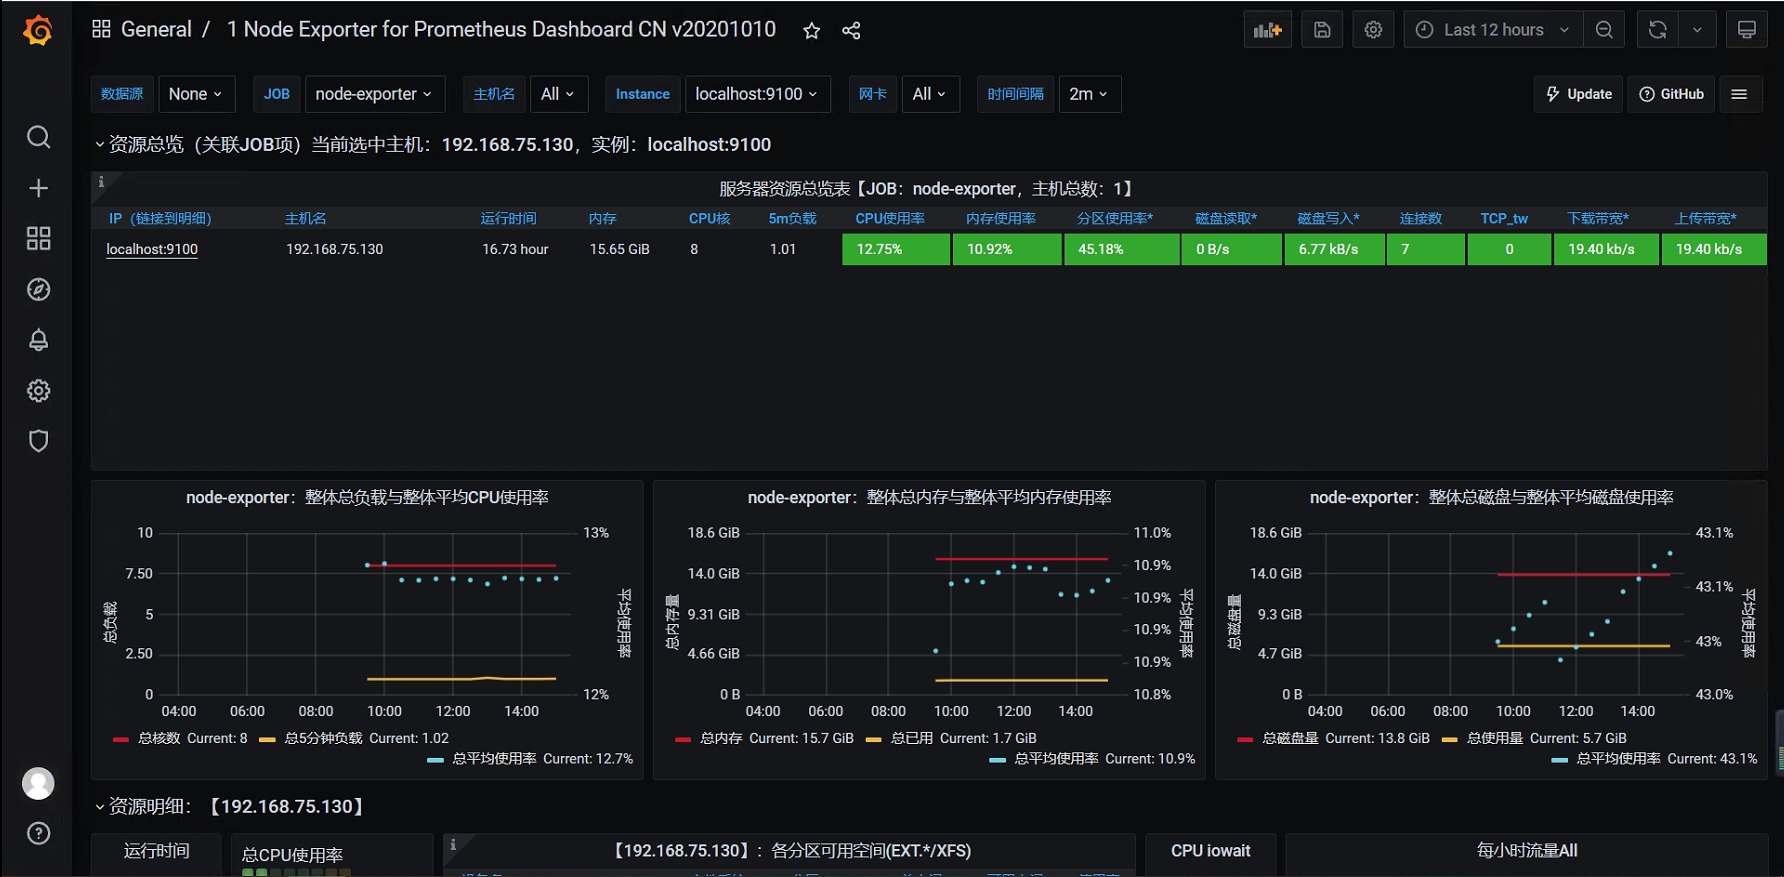 General / 1 Node Exporter for Prometheus Dashboard CN v20201010
Last 12 hours
数据源 None JOB node-exporter 主机名 All Instance localhost:9100 网卡 All 时间间隔 2m Update GitHub
资源总览（关联JOB项）当前选中主机：192.168.75.130，实例：localhost:9100
服务器资源总览表【JOB：node-exporter，主机总数：1】
IP（链接到明细） 主机名 运行时间 内存 CPU核 5m负载 CPU使用率 内存使用率 分区使用率* 磁盘读取* 磁盘写入* 连接数 TCP_tw 下载带宽* 上传带宽*
localhost:9100 192.168.75.130 16.73 hour 15.65 GiB 8 1.01 12.75% 10.92% 45.18% 0 B/s 6.77 kB/s 7 0 19.40 kb/s 19.40 kb/s
node-exporter：整体总负载与整体平均CPU使用率
10
7.50
5
2.50
0
13%
12%
总负载
整体平均使用率
04:00 06:00 08:00 10:00 12:00 14:00
总核数 Current: 8 总5分钟负载 Current: 1.02
总平均使用率 Current: 12.7%
node-exporter：整体总内存与整体平均内存使用率
18.6 GiB
14.0 GiB
9.31 GiB
4.66 GiB
0 B
11.0%
10.9%
10.9%
10.9%
10.9%
10.8%
总内存量
整体平均使用率
04:00 06:00 08:00 10:00 12:00 14:00
总内存 Current: 15.7 GiB 总已用 Current: 1.7 GiB
总平均使用率 Current: 10.9%
node-exporter：整体总磁盘与整体平均磁盘使用率
18.6 GiB
14.0 GiB
9.3 GiB
4.7 GiB
0 B
43.1%
43.1%
43%
43.0%
总磁盘量
整体平均使用率
04:00 06:00 08:00 10:00 12:00 14:00
总磁盘量 Current: 13.8 GiB 总使用量 Current: 5.7 GiB
总平均使用率 Current: 43.1%
资源明细：【192.168.75.130】
运行时间
总CPU使用率
【192.168.75.130】：各分区可用空间(EXT.*/XFS)
CPU iowait
每小时流量All